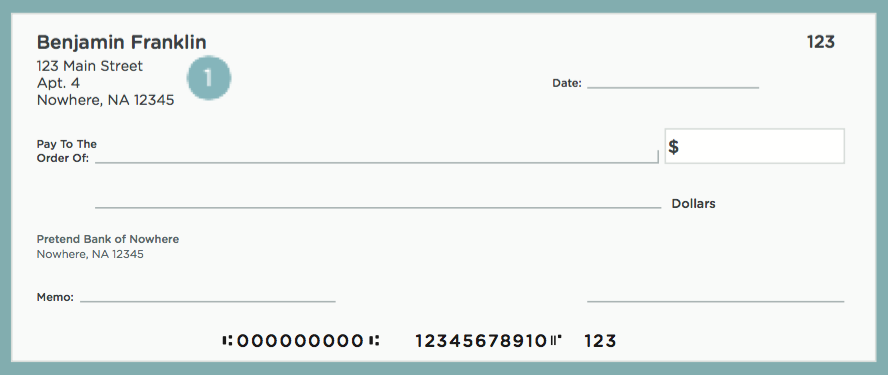 Benjamin Franklin
123
123 Main Street
Apt. 4
Nowhere, NA 12345
1
Date:
Pay To The
Order Of:
$
Dollars
Pretend Bank of Nowhere
Nowhere, NA 12345
Memo:
⑆000000000⑆ 12345678910⑈ 123